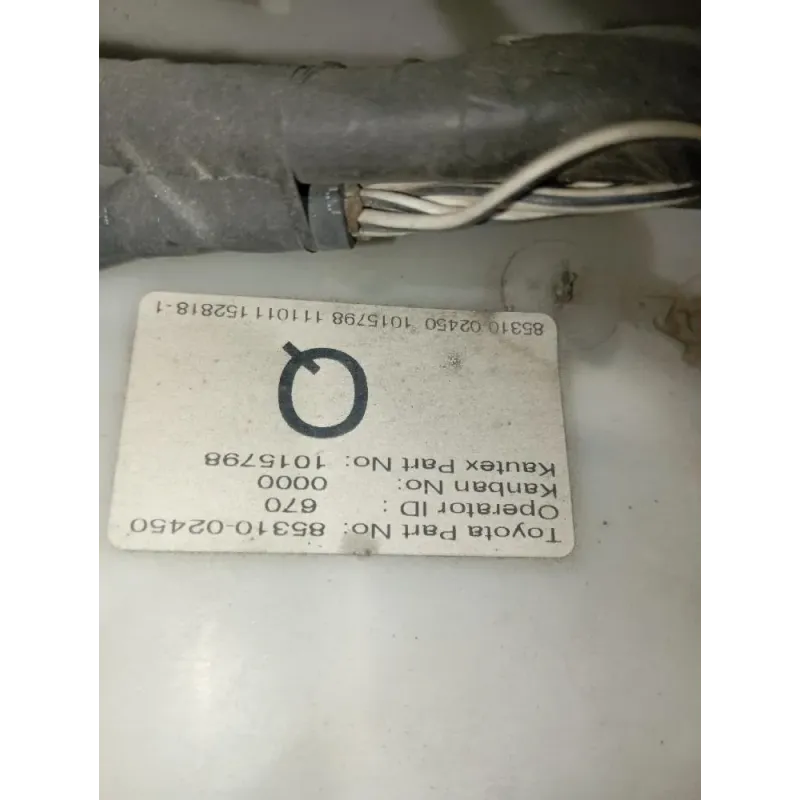 Toyota Part No: 85310-02450
Operator ID : 670
Kanban No: 0000
Kautex Part No: 1015798
Q
85310-02450 1015798 111011 152818-1